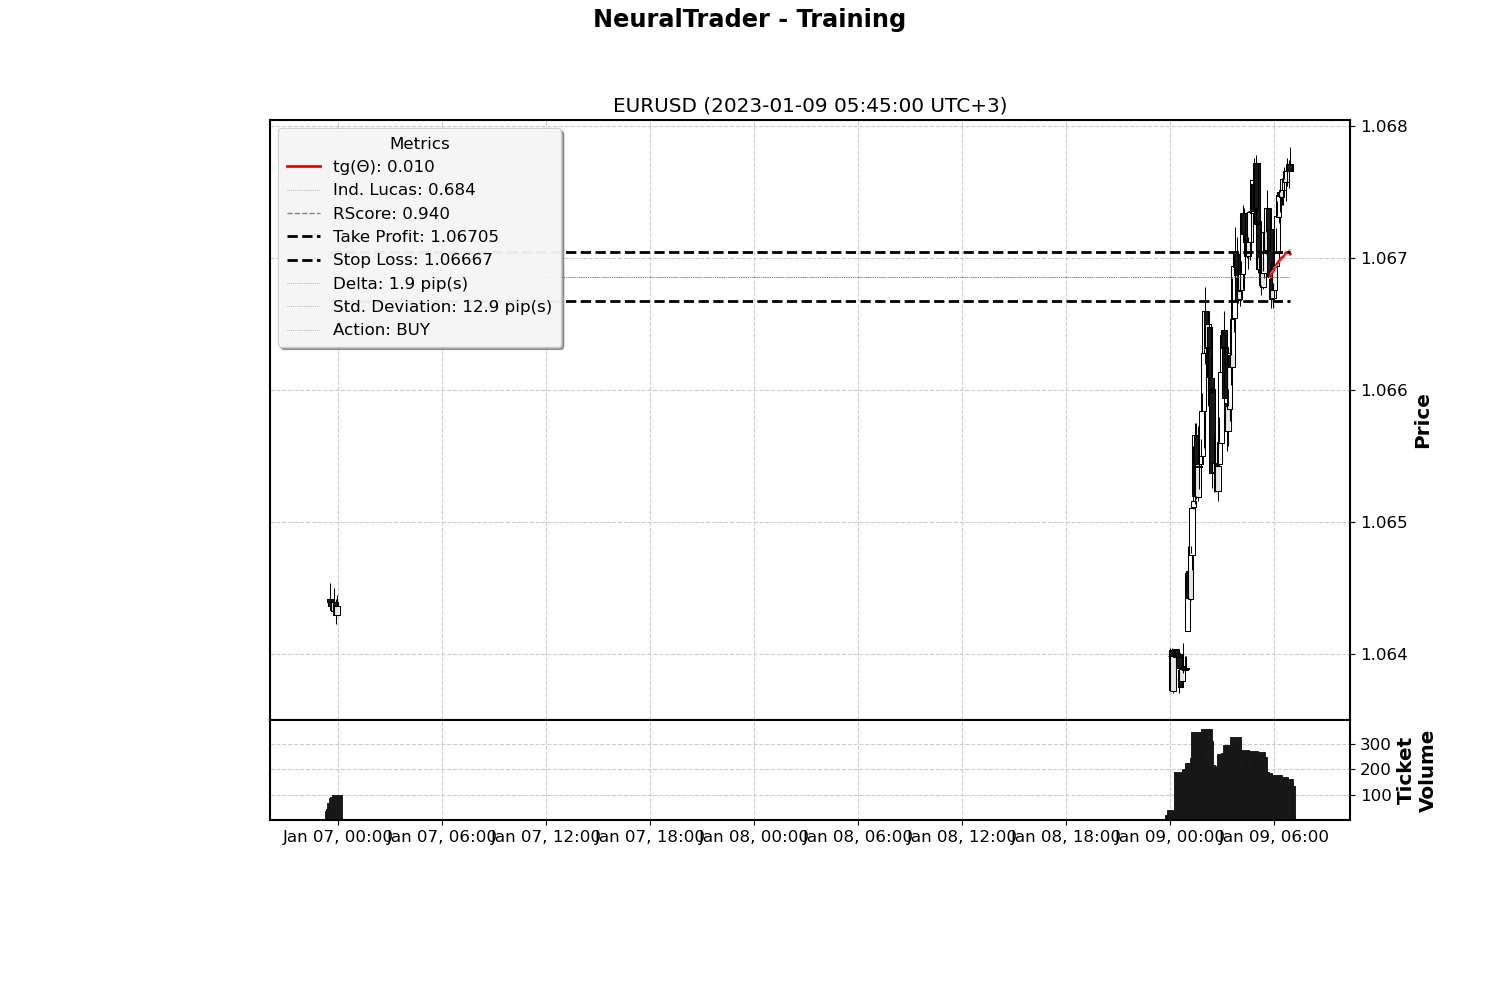 NeuralTrader - Training
EURUSD (2023-01-09 05:45:00 UTC+3)
Metrics
tg(Θ): 0.010
Ind. Lucas: 0.684
RScore: 0.940
Take Profit: 1.06705
Stop Loss: 1.06667
Delta: 1.9 pip(s)
Std. Deviation: 12.9 pip(s)
Action: BUY
1.068
1.067
1.066
1.065
1.064
Price
300
200
100
Ticket
Volume
Jan 07, 00:00 Jan 07, 06:00 Jan 07, 12:00 Jan 07, 18:00 Jan 08, 00:00 Jan 08, 06:00 Jan 08, 12:00 Jan 08, 18:00 Jan 09, 00:00 Jan 09, 06:00